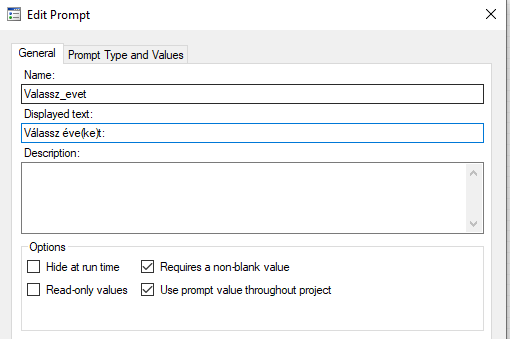 Edit Prompt
General
Prompt Type and Values
Name:
Valassz_evet
Displayed text:
Válassz éve(ke)t:
Description:
Options
Hide at run time
Requires a non-blank value
Read-only values
Use prompt value throughout project